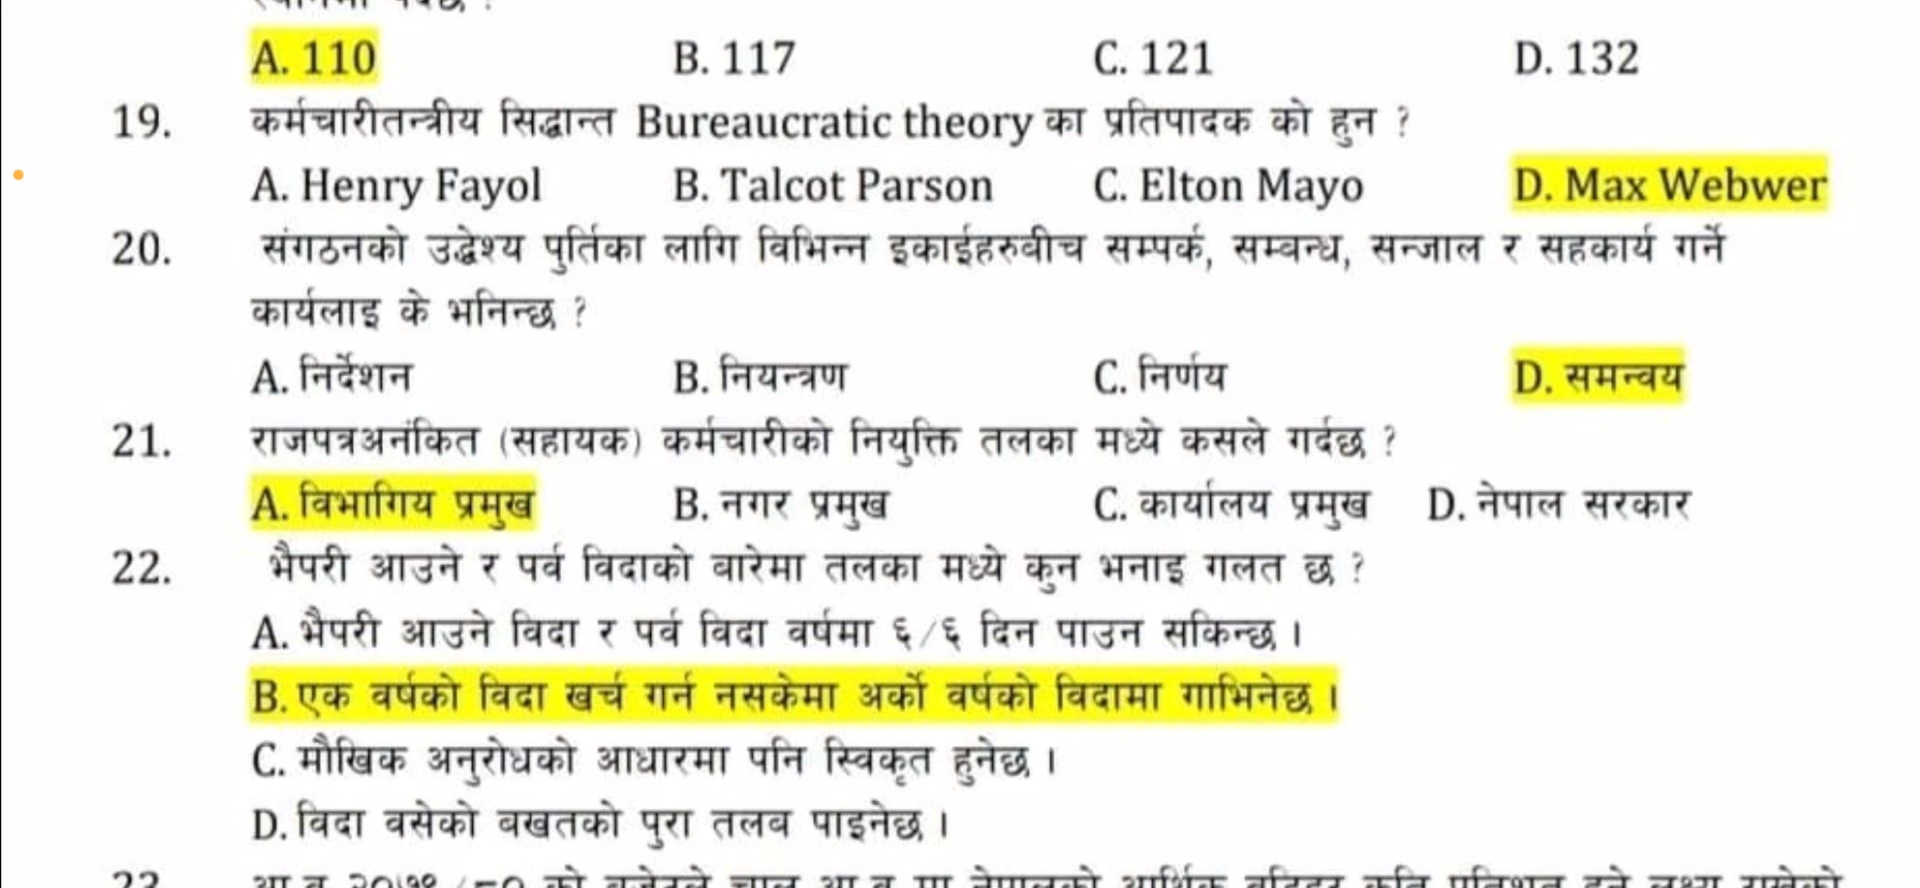 A. 110 B. 117 C. 121 D. 132
19. कर्मचारीतन्त्रीय सिद्धान्त Bureaucratic theory का प्रतिपादक को हुन ?
A. Henry Fayol B. Talcot Parson C. Elton Mayo D. Max Webwer
20. संगठनको उद्धेश्य पुर्तिका लागि विभिन्न इकाईहरुबीच सम्पर्क, सम्वन्ध, सन्जाल र सहकार्य गर्ने
कार्यलाइ के भनिन्छ ?
A. निर्देशन B. नियन्त्रण C. निर्णय D. समन्वय
21. राजपत्रअनंकित (सहायक) कर्मचारीको नियुक्ति तलका मध्ये कसले गर्दछ ?
A. विभागिय प्रमुख B. नगर प्रमुख C. कार्यालय प्रमुख D. नेपाल सरकार
22. भैपरी आउने र पर्व विदाको बारेमा तलका मध्ये कुन भनाइ गलत छ ?
A. भैपरी आउने विदा र पर्व विदा वर्षमा ६/६ दिन पाउन सकिन्छ ।
B. एक वर्षको विदा खर्च गर्न नसकेमा अर्को वर्षको विदामा गाभिनेछ ।
C. मौखिक अनुरोधको आधारमा पनि स्विकृत हुनेछ ।
D. विदा वसेको बखतको पुरा तलब पाइनेछ ।